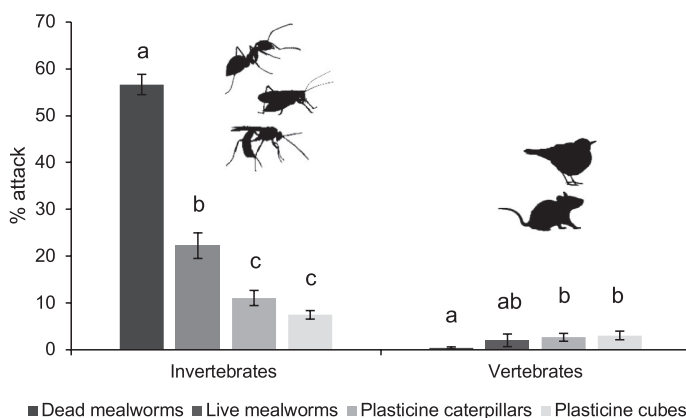 70
60
50
40
30
20
10
0
% attack
a
b
c
c
a
ab
b
b
Invertebrates
Vertebrates
Dead mealworms Live mealworms Plasticine caterpillars Plasticine cubes